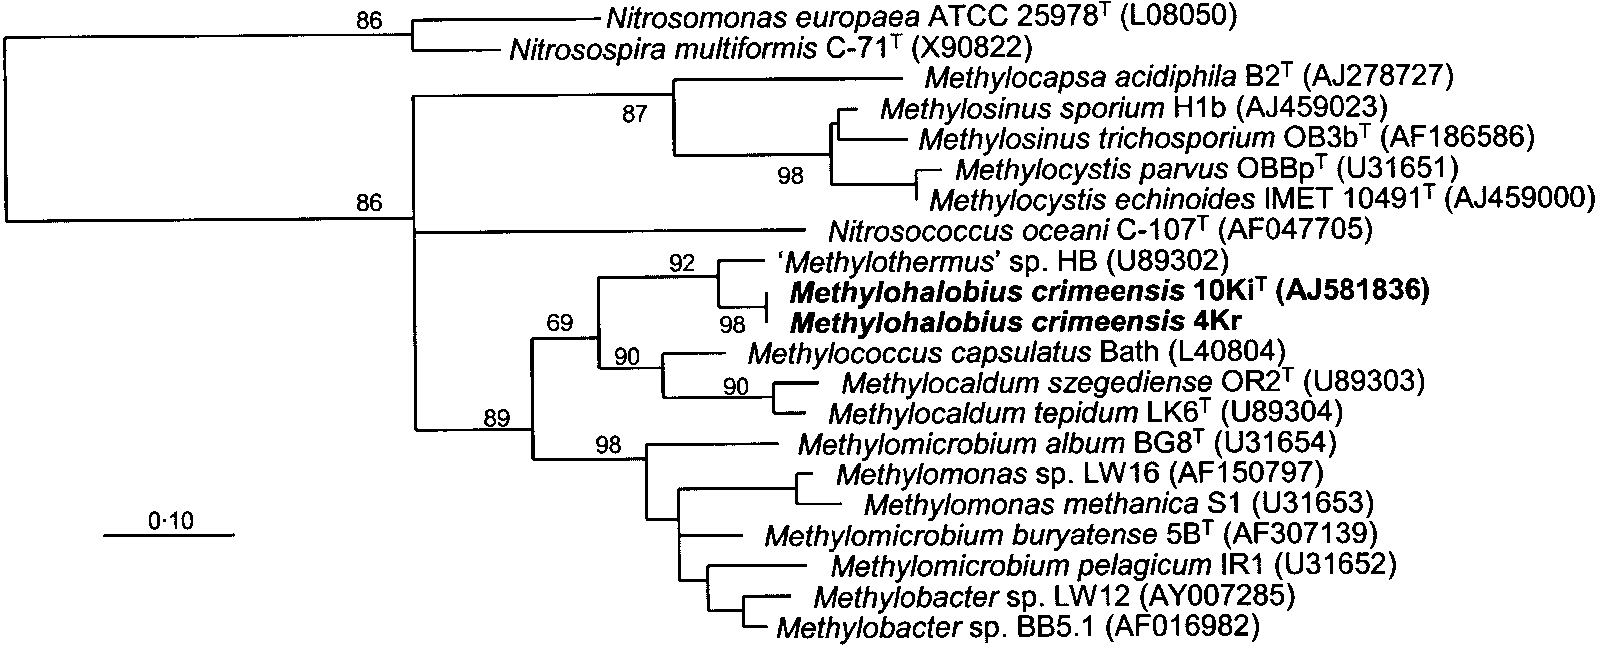 86
Nitrosomonas europaea ATCC 25978T (L08050)
Nitrosospira multiformis C-71T (X90822)
Methylocapsa acidiphila B2T (AJ278727)
87
Methylosinus sporium H1b (AJ459023)
Methylosinus trichosporium OB3bT (AF186586)
98
Methylocystis parvus OBBpT (U31651)
86
Methylocystis echinoides IMET 10491T (AJ459000)
Nitrosococcus oceani C-107T (AF047705)
92
'Methylothermus' sp. HB (U89302)
Methylohalobius crimeensis 10KiT (AJ581836)
69
98
Methylohalobius crimeensis 4Kr
90
Methylococcus capsulatus Bath (L40804)
90
Methylocaldum szegediense OR2T (U89303)
89
Methylocaldum tepidum LK6T (U89304)
98
Methylomicrobium album BG8T (U31654)
Methylomonas sp. LW16 (AF150797)
Methylomonas methanica S1 (U31653)
0·10
Methylomicrobium buryatense 5BT (AF307139)
Methylomicrobium pelagicum IR1 (U31652)
Methylobacter sp. LW12 (AY007285)
Methylobacter sp. BB5.1 (AF016982)